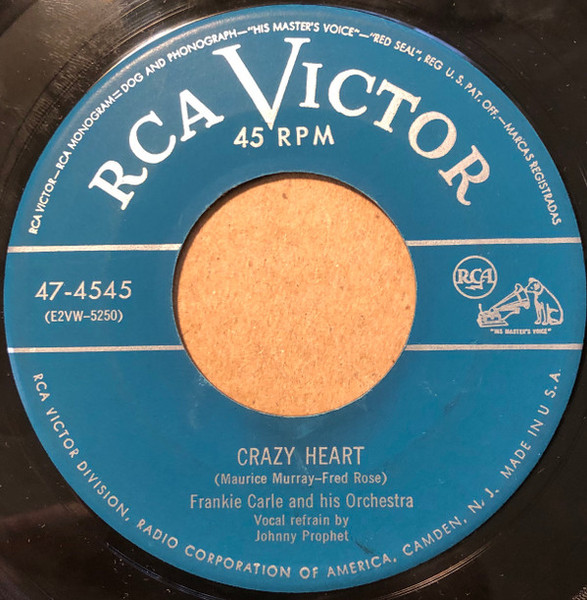 RCA VICTOR—RCA MONOGRAM—DOG AND PHONOGRAPH—"HIS MASTER'S VOICE"—"RED SEAL", REG U.S. PAT. OFF.—MARCAS REGISTRADAS
RCA VICTOR
45 RPM
47-4545
(E2VW-5250)
RCA
"HIS MASTER'S VOICE"
CRAZY HEART
(Maurice Murray-Fred Rose)
Frankie Carle and his Orchestra
Vocal refrain by
Johnny Prophet
RCA VICTOR DIVISION, RADIO CORPORATION OF AMERICA, CAMDEN, N. J. MADE IN U.S.A.